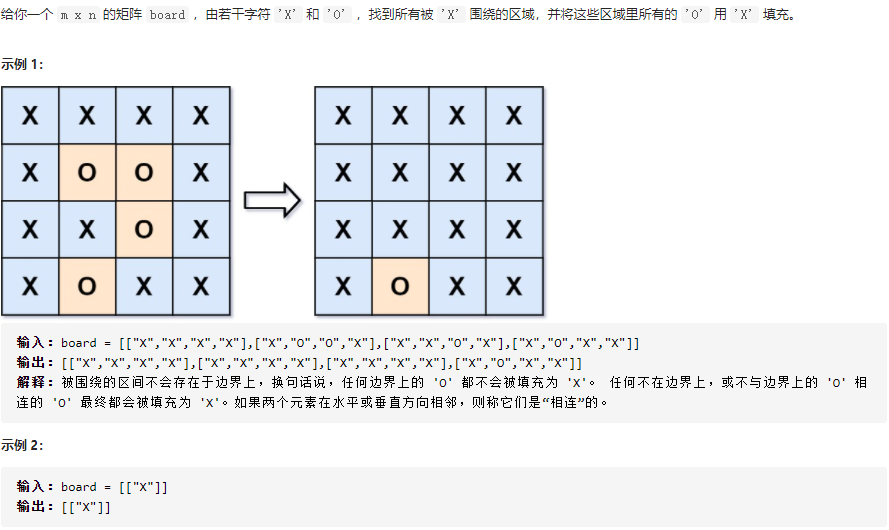 给你一个 m x n 的矩阵 board ，由若干字符 'X' 和 'O' ，找到所有被 'X' 围绕的区域，并将这些区域里所有的 'O' 用 'X' 填充。
示例 1：
X X X X
X O O X
X X O X
X O X X
X X X X
X X X X
X X X X
X O X X
输入：board = [["X","X","X","X"],["X","O","O","X"],["X","X","O","X"],["X","O","X","X"]]
输出：[["X","X","X","X"],["X","X","X","X"],["X","X","X","X"],["X","O","X","X"]]
解释：被围绕的区间不会存在于边界上，换句话说，任何边界上的 'O' 都不会被填充为 'X'。 任何不在边界上，或不与边界上的 'O' 相
连的 'O' 最终都会被填充为 'X'。如果两个元素在水平或垂直方向相邻，则称它们是“相连”的。
示例 2：
输入：board = [["X"]]
输出：[["X"]]